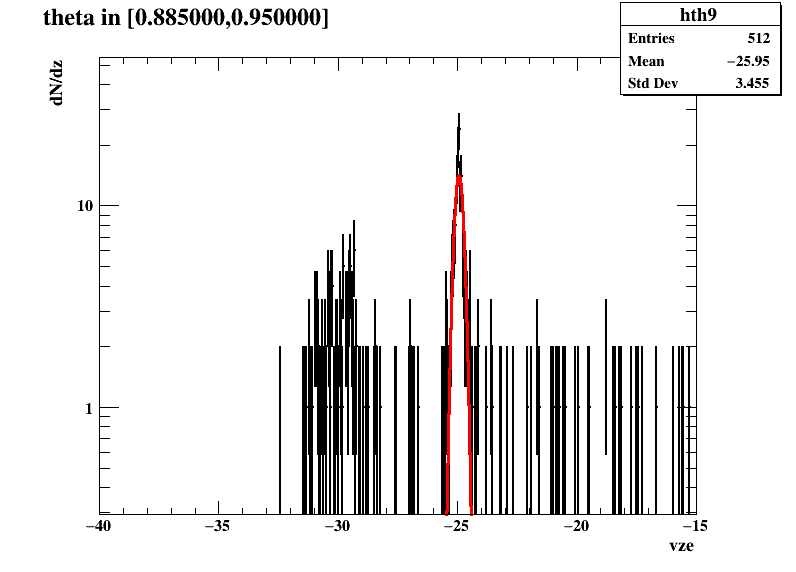 theta in [0.885000,0.950000]
hth9
Entries 512
Mean −25.95
Std Dev 3.455
dN/dz
10
1
−40 −35 −30 −25 −20 −15
vze